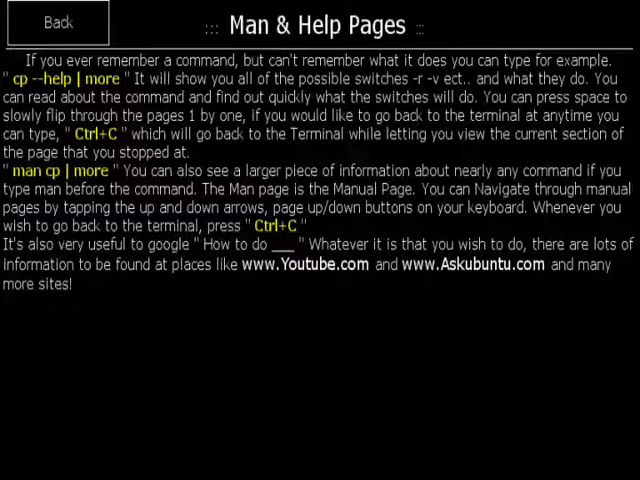 Back
::: Man & Help Pages :::
If you ever remember a command, but can't remember what it does you can type for example.
" cp --help | more " It will show you all of the possible switches -r -v ect.. and what they do. You
can read about the command and find out quickly what the switches will do. You can press space to
slowly flip through the pages 1 by one, if you would like to go back to the terminal at anytime you
can type, " Ctrl+C " which will go back to the Terminal while letting you view the current section of
the page that you stopped at.
" man cp | more " You can also see a larger piece of information about nearly any command if you
type man before the command. The Man page is the Manual Page. You can Navigate through manual
pages by tapping the up and down arrows, page up/down buttons on your keyboard. Whenever you
wish to go back to the terminal, press " Ctrl+C "
It's also very useful to google " How to do ___ " Whatever it is that you wish to do, there are lots of
information to be found at places like www.Youtube.com and www.Askubuntu.com and many
more sites!